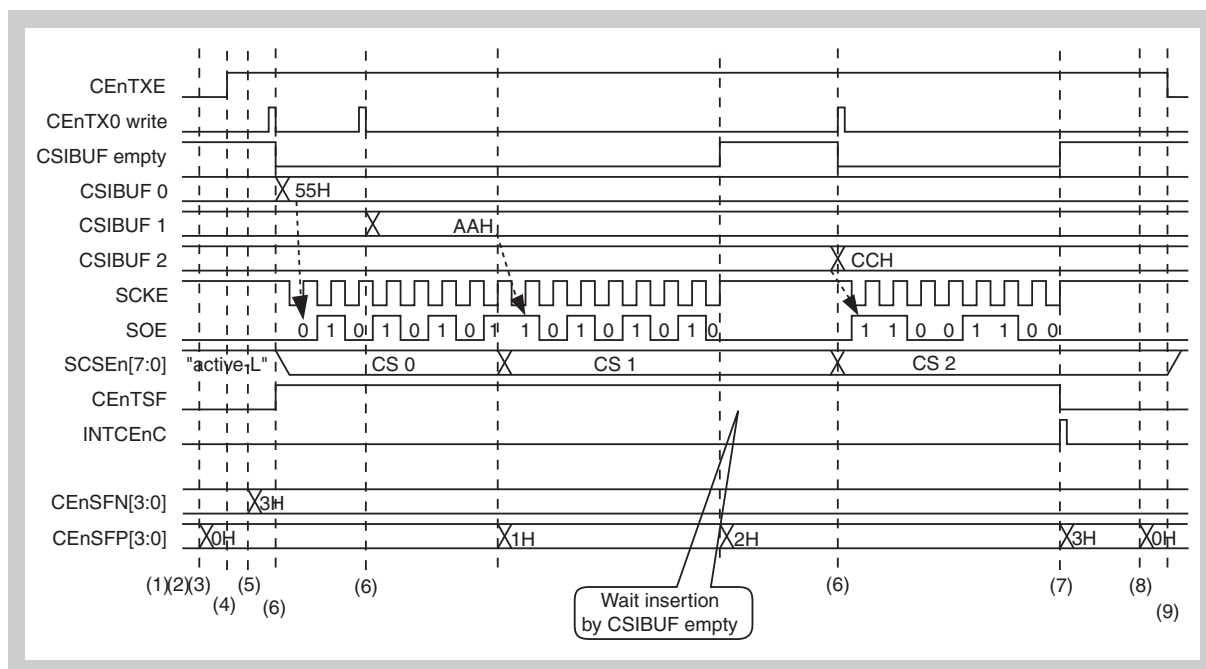 CEnTXE
CEnTX0 write
CSIBUF empty
CSIBUF 0 55H
CSIBUF 1 AAH
CSIBUF 2 CCH
SCKE
SOE 0 1 0 1 0 1 0 1 1 0 1 0 1 0 1 0 1 1 0 0 1 1 0 0
SCSEn[7:0] "active-L" CS 0 CS 1 CS 2
CEnTSF
INTCEnC
CEnSFN[3:0] 3H
CEnSFP[3:0] 0H 1H 2H 3H 0H
(1)(2)(3) (5) (6) (6) (7) (8)
(4) (6) (9)
Wait insertion
by CSIBUF empty